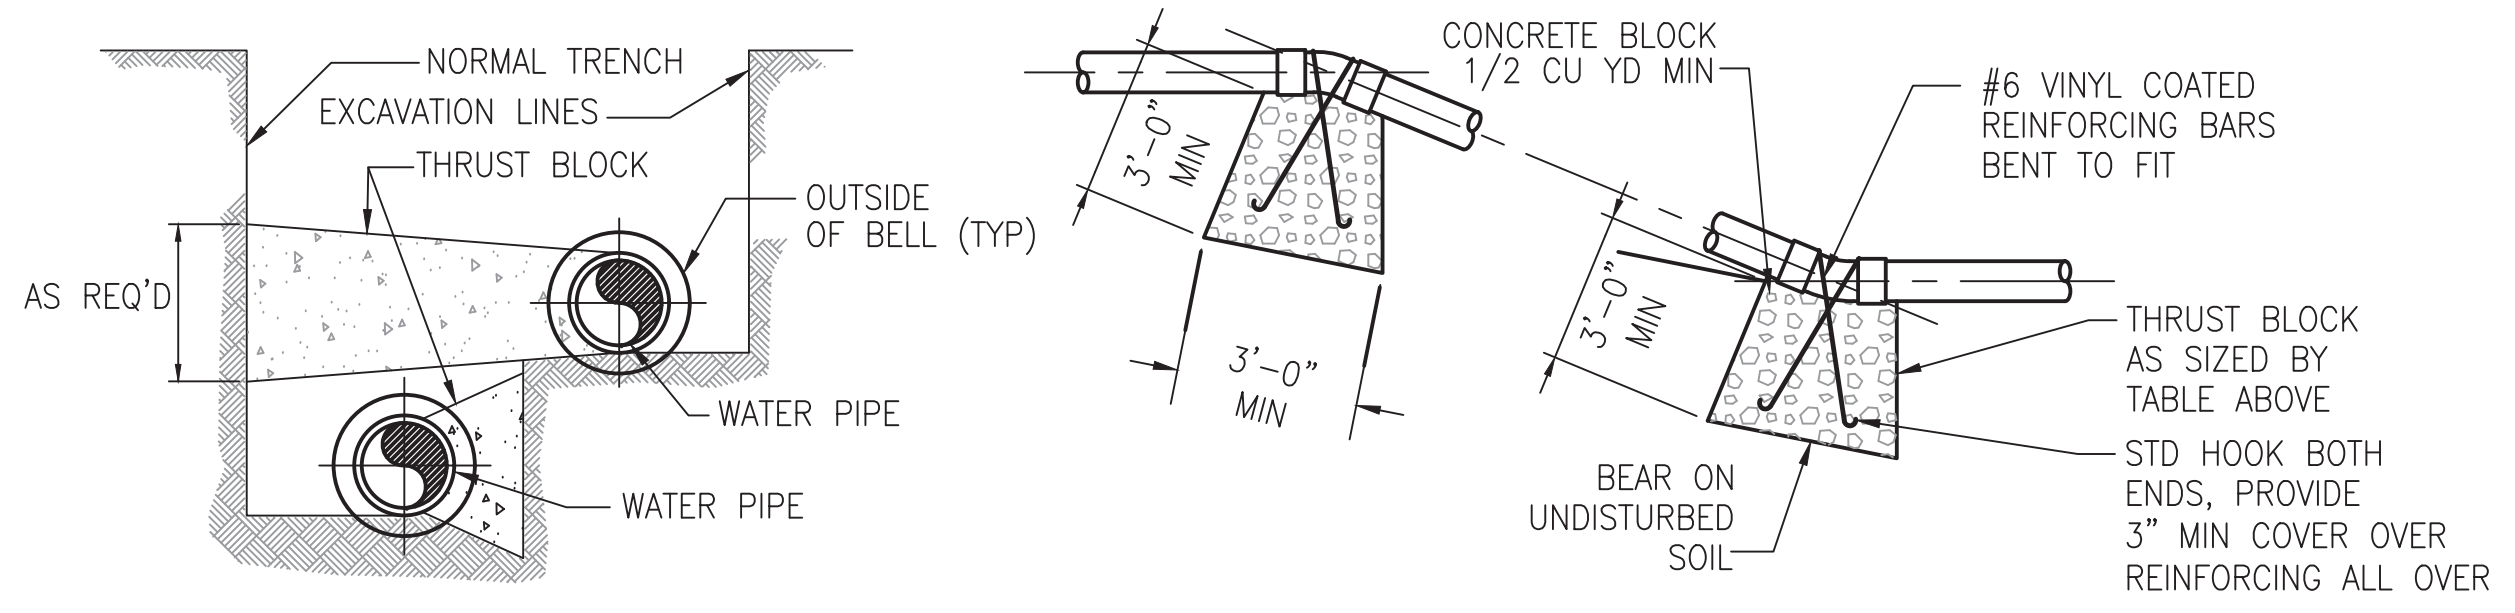 NORMAL TRENCH
EXCAVATION LINES
THRUST BLOCK
OUTSIDE
OF BELL (TYP)
AS REQ'D
WATER PIPE
WATER PIPE
3'-0"
MIN
3'-0"
MIN
CONCRETE BLOCK
1/2 CU YD MIN
#6 VINYL COATED
REINFORCING BARS
BENT TO FIT
3'-0"
MIN
THRUST BLOCK
AS SIZED BY
TABLE ABOVE
STD HOOK BOTH
ENDS, PROVIDE
3" MIN COVER OVER
REINFORCING ALL OVER
BEAR ON
UNDISTURBED
SOIL